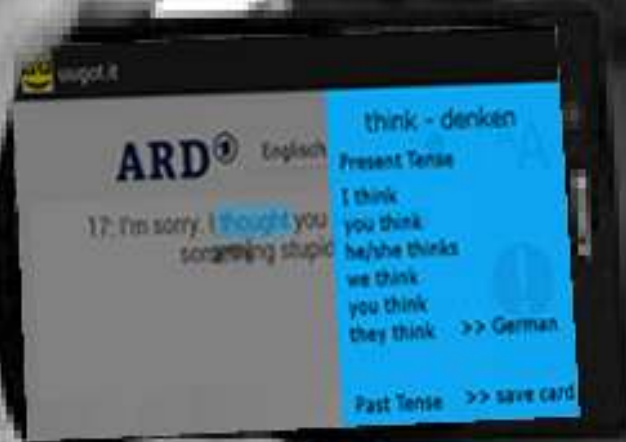 uugot.it
ARD Englisch
17: I'm sorry. I thought you
something stupid
think - denken
Present Tense
I think
you think
he/she thinks
we think
you think
they think >> German
Past Tense >> save card